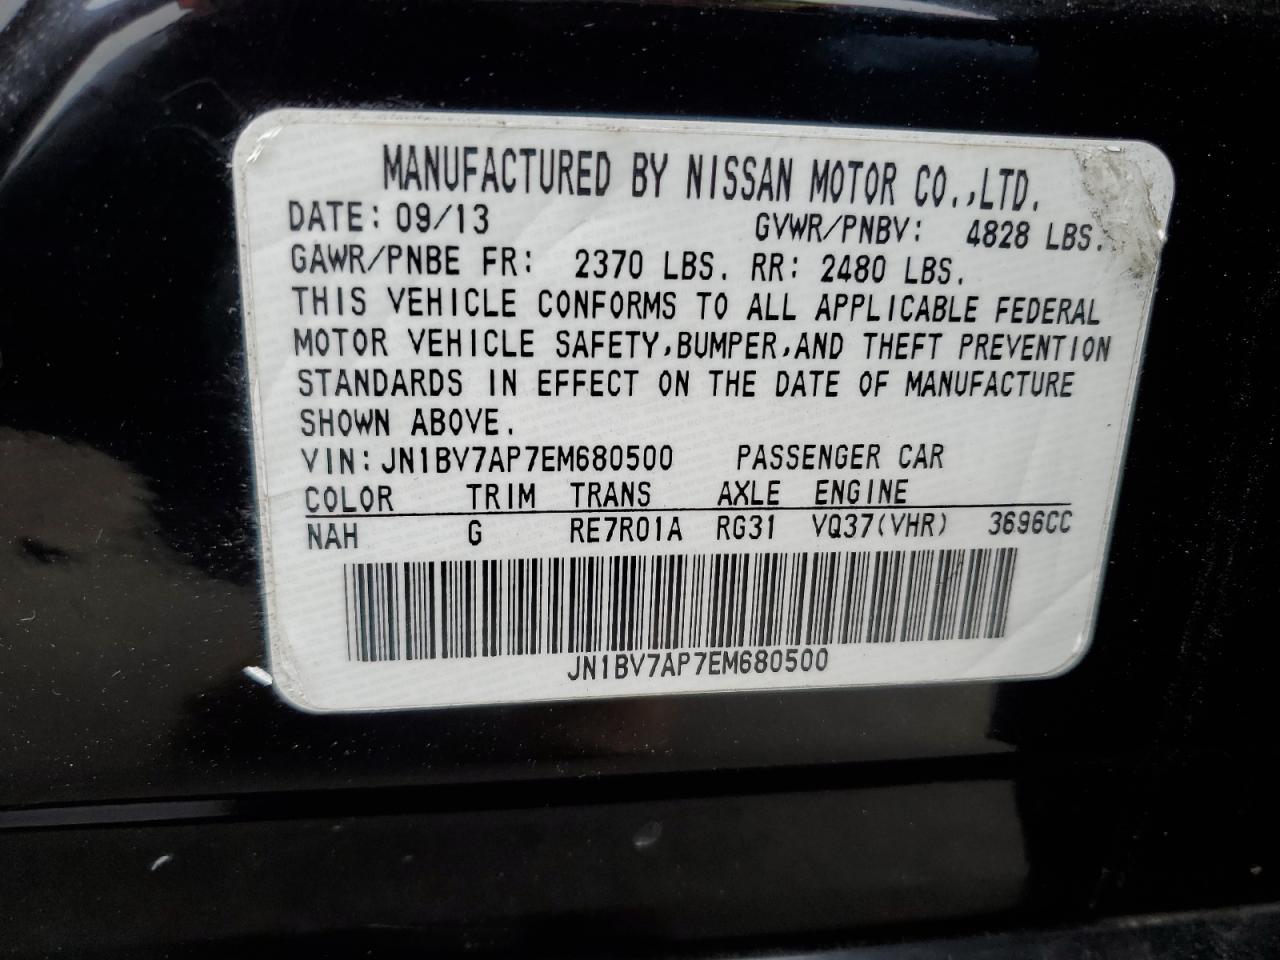 MANUFACTURED BY NISSAN MOTOR CO.,LTD.
DATE: 09/13 GVWR/PNBV: 4828 LBS.
GAWR/PNBE FR: 2370 LBS. RR: 2480 LBS.
THIS VEHICLE CONFORMS TO ALL APPLICABLE FEDERAL
MOTOR VEHICLE SAFETY,BUMPER,AND THEFT PREVENTION
STANDARDS IN EFFECT ON THE DATE OF MANUFACTURE
SHOWN ABOVE.
VIN: JN1BV7AP7EM680500 PASSENGER CAR
COLOR TRIM TRANS AXLE ENGINE
NAH G RE7R01A RG31 VQ37(VHR) 3696CC
JN1BV7AP7EM680500